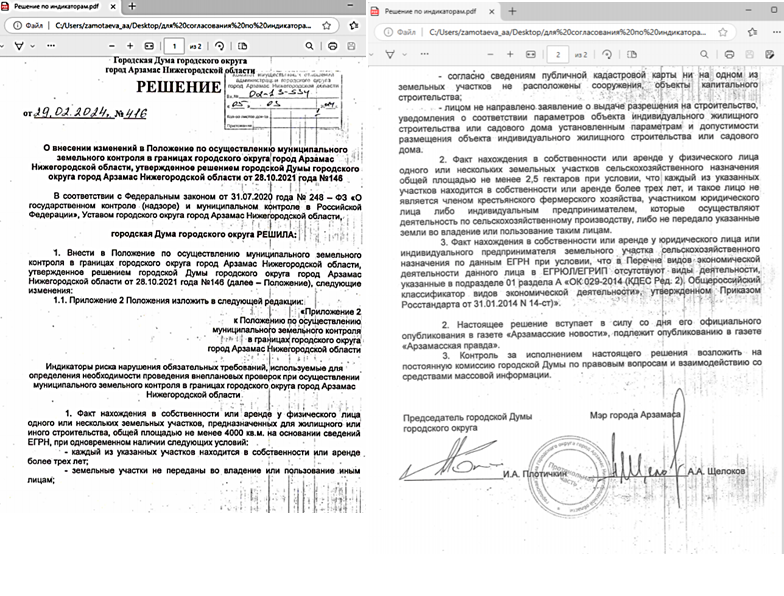 Решение по индикаторам.pdf
Файл
C:/Users/zamotaeva_aa/Desktop/для%20согласования%20по%20индикатора...
1 из 2
Городская Дума городского округа
город Арзамас Нижегородской области
РЕШЕНИЕ
от 29.02.2024. № 416
О внесении изменений в Положение по осуществлению муниципального
земельного контроля в границах городского округа город Арзамас
Нижегородской области, утвержденное решением городской Думы городского
округа город Арзамас Нижегородской области от 28.10.2021 года №146
В соответствии с Федеральным законом от 31.07.2020 года № 248 – ФЗ «О
государственном контроле (надзоре) и муниципальном контроле в Российской
Федерации», Уставом городского округа город Арзамас Нижегородской области,
городская Дума городского округа РЕШИЛА:
1. Внести в Положение по осуществлению муниципального земельного
контроля в границах городского округа город Арзамас Нижегородской области,
утвержденное решением городской Думы городского округа город Арзамас
Нижегородской области от 28.10.2021 года №146 (далее – Положение), следующие
изменения:
1.1. Приложение 2 Положения изложить в следующей редакции:
«Приложение 2
к Положению по осуществлению
муниципального земельного контроля
в границах городского округа
город Арзамас Нижегородской области
Индикаторы риска нарушения обязательных требований, используемые для
определения необходимости проведения внеплановых проверок при осуществлении
муниципального земельного контроля в границах городского округа город Арзамас
Нижегородской области
1. Факт нахождения в собственности или аренде у физического лица
одного или нескольких земельных участков, предназначенных для жилищного или
иного строительства, общей площадью не менее 4000 кв.м. на основании сведений
ЕГРН, при одновременном наличии следующих условий:
- каждый из указанных участков находится в собственности или аренде
более трех лет;
- земельные участки не переданы во владение или пользование иным
лицам;
Решение по индикаторам.pdf
Файл
C:/Users/zamotaeva_aa/Desktop/для%20согласования%20по%20индикатора...
2 из 2
- согласно сведениям публичной кадастровой карты ни на одном из
земельных участков не расположены сооружения, объекты капитального
строительства;
- лицом не направлено заявление о выдаче разрешения на строительство,
уведомления о соответствии параметров объекта индивидуального жилищного
строительства или садового дома установленным параметрам и допустимости
размещения объекта индивидуального жилищного строительства или садового
дома.
2. Факт нахождения в собственности или аренде у физического лица
одного или нескольких земельных участков сельскохозяйственного назначения
общей площадью не менее 2,5 гектаров при условии, что каждый из указанных
участков находится в собственности или аренде более трех лет, и такое лицо не
является членом крестьянского фермерского хозяйства, участником юридического
лица либо индивидуальным предпринимателем, которые осуществляют
деятельность по сельскохозяйственному производству, либо не передало указанные
земли во владение или пользование таким лицам.
3. Факт нахождения в собственности или аренде у юридического лица или
индивидуального предпринимателя земельного участка сельскохозяйственного
назначения по данным ЕГРН при условии, что в Перечне видов экономической
деятельности данного лица в ЕГРЮЛ/ЕГРИП отсутствуют виды деятельности,
указанные в подразделе 01 раздела А «ОК 029-2014 (КДЕС Ред. 2). Общероссийский
классификатор видов экономической деятельности», утвержденном Приказом
Росстандарта от 31.01.2014 N 14-ст)».
2. Настоящее решение вступает в силу со дня его официального
опубликования в газете «Арзамасские новости», подлежит опубликованию в газете
«Арзамасская правда».
3. Контроль за исполнением настоящего решения возложить на
постоянную комиссию городской Думы по правовым вопросам и взаимодействию со
средствами массовой информации.
Председатель городской Думы
городского округа
Мэр города Арзамаса
И.А. Плотичкин
А.А. Щелоков